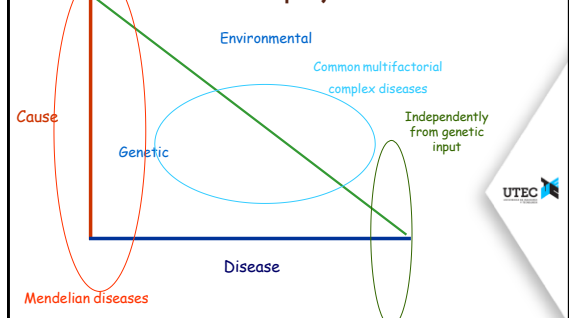 Environmental
Common multifactorial
complex diseases
Cause
Independently
from genetic
input
Genetic
UTEC
Disease
Mendelian diseases